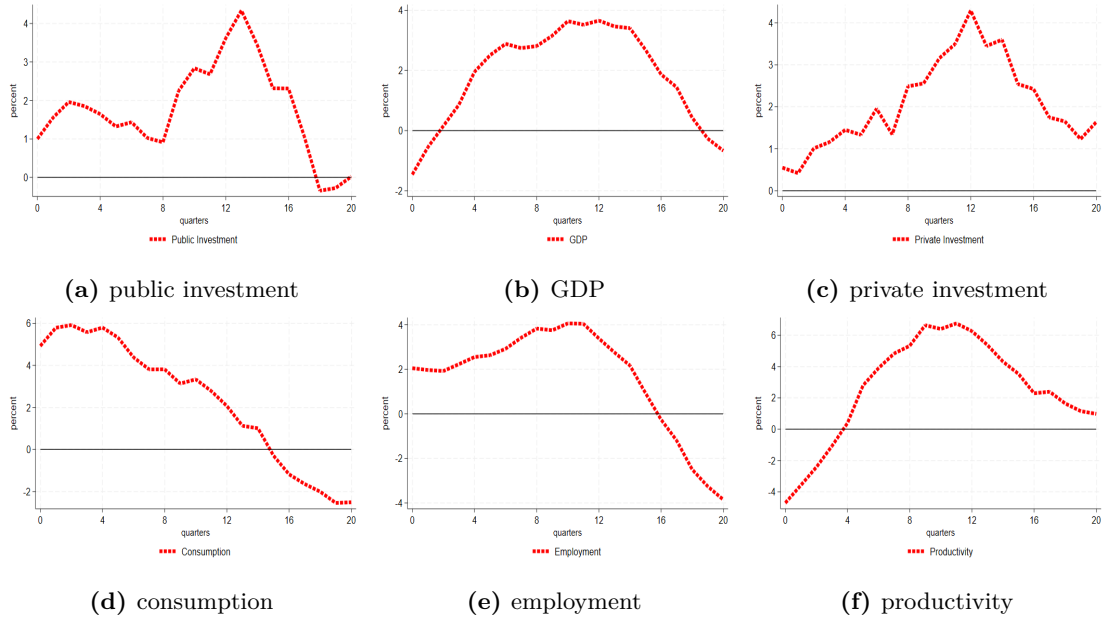 percent
4
3
2
1
0
0 4 8 12 16 20
quarters
Public Investment
(a) public investment
percent
4
2
0
-2
0 4 8 12 16 20
quarters
GDP
(b) GDP
percent
4
3
2
1
0
0 4 8 12 16 20
quarters
Private Investment
(c) private investment
percent
6
4
2
0
-2
0 4 8 12 16 20
quarters
Consumption
(d) consumption
percent
4
2
0
-2
-4
0 4 8 12 16 20
quarters
Employment
(e) employment
percent
6
4
2
0
-2
-4
0 4 8 12 16 20
quarters
Productivity
(f) productivity